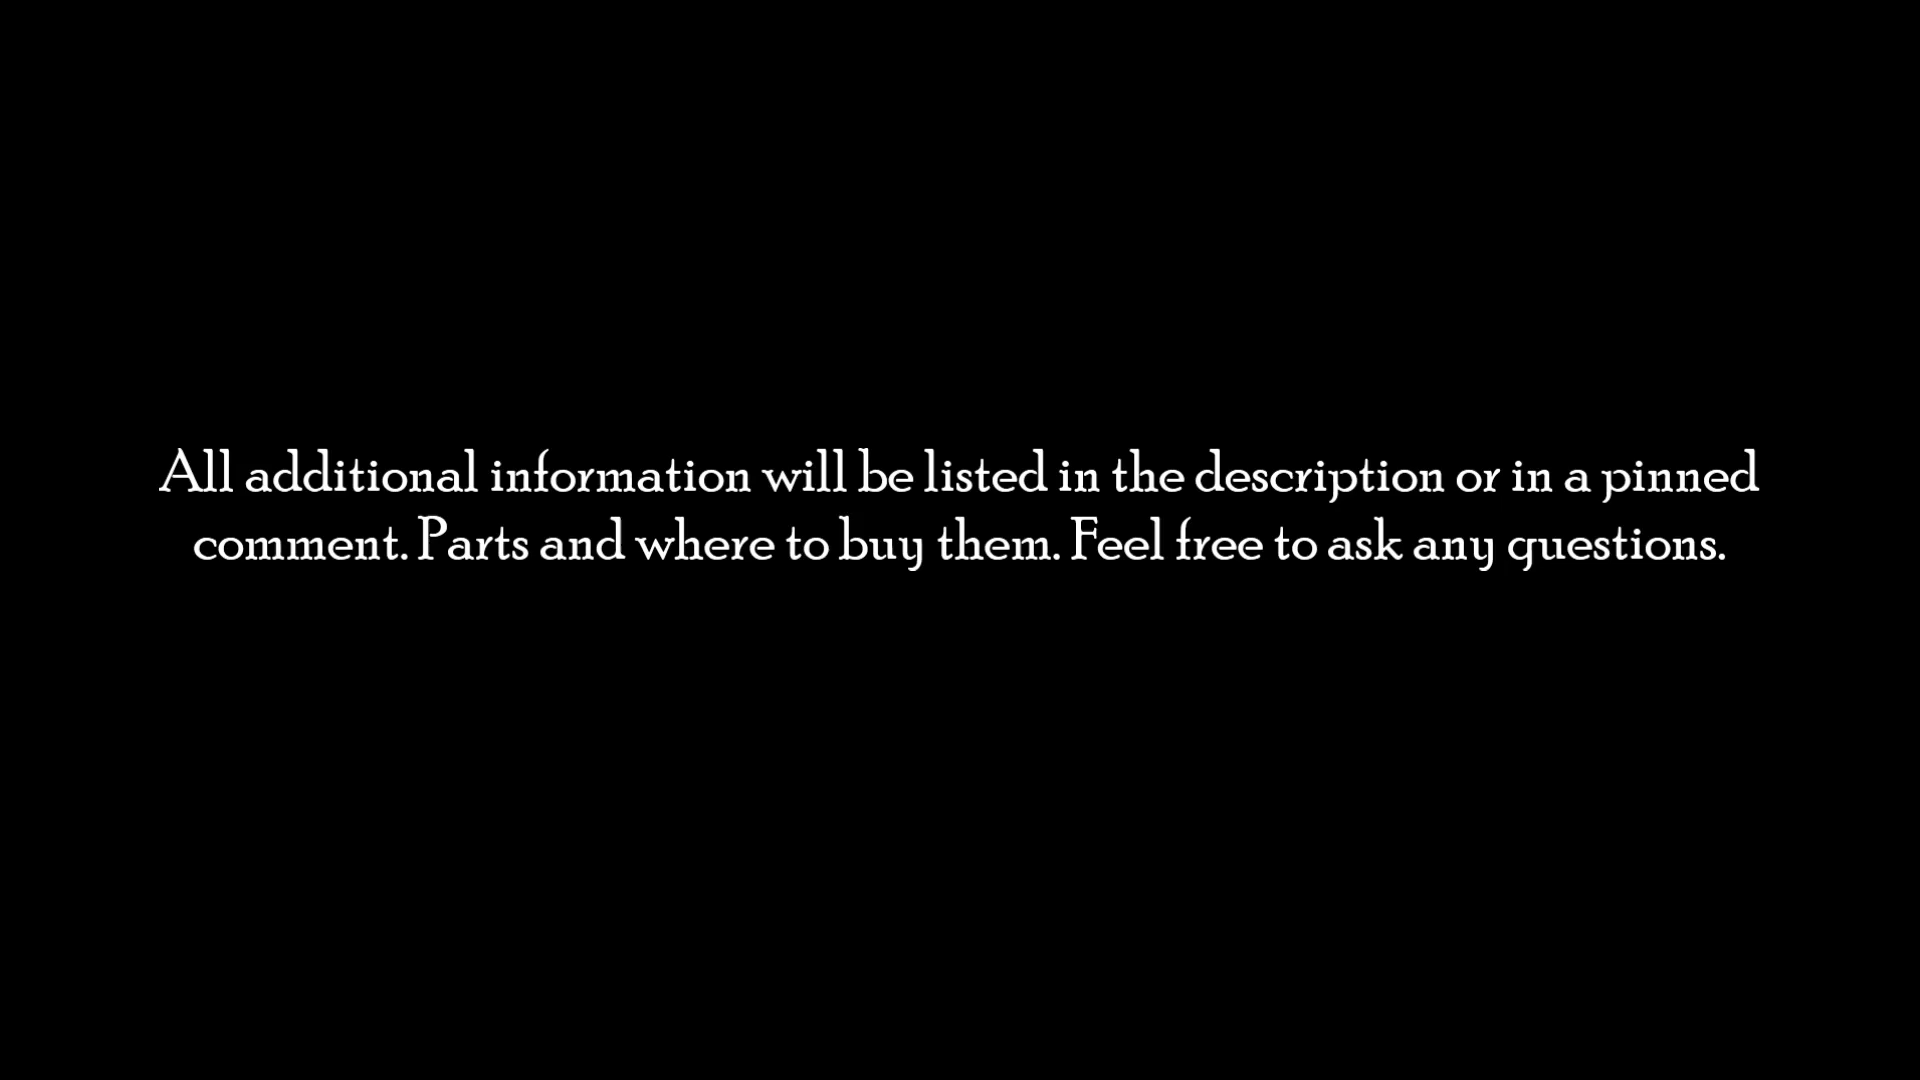 All additional information will be listed in the description or in a pinned
comment. Parts and where to buy them. Feel free to ask any questions.